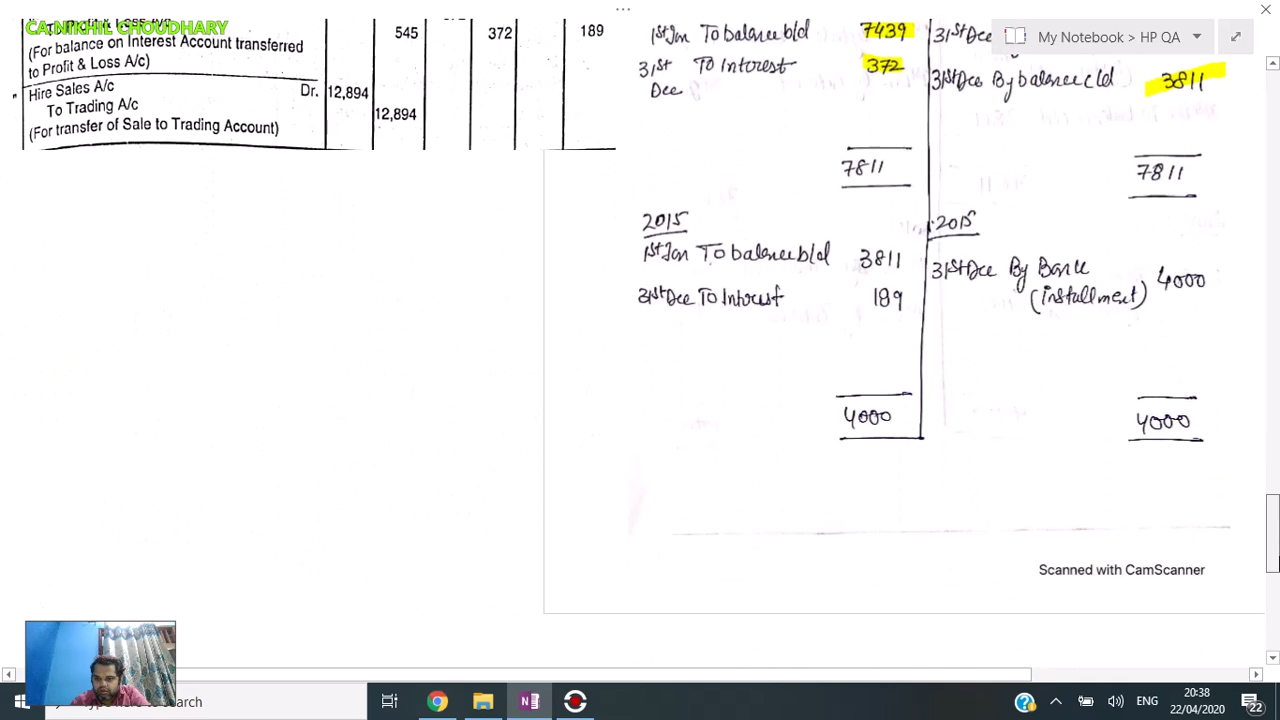 CA.NIKHIL CHOUDHARY
545 372 189
(For balance on Interest Account transferred
to Profit & Loss A/c)
Hire Sales A/c Dr. 12,894
To Trading A/c 12,894
(For transfer of Sale to Trading Account)
1st Jan To balance b/d 7439
31st To Interest 372
Dec
31st Dec
31st Dec By balance c/d 3811
7811 7811
2015 2015
1st Jan To balance b/d 3811
31st Dec By Bank 4000
(installment)
31st Dec To Interest 189
4000 4000
Scanned with CamScanner
My Notebook > HP QA
search
ENG
20:38
22/04/2020
22